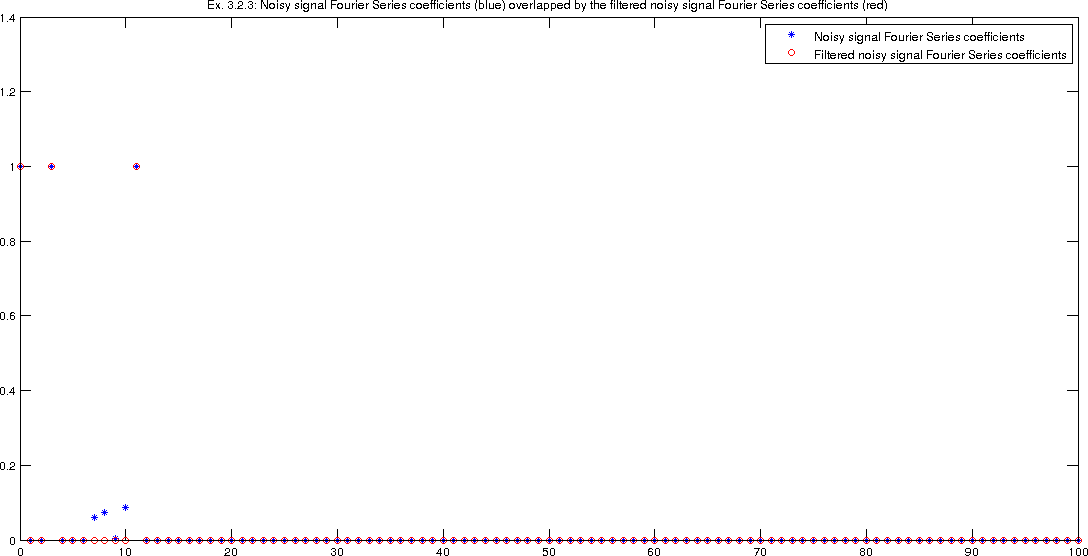 Ex. 3.2.3: Noisy signal Fourier Series coefficients (blue) overlapped by the filtered noisy signal Fourier Series coefficients (red)
1.4
Noisy signal Fourier Series coefficients
Filtered noisy signal Fourier Series coefficients
1.2
1
0.8
0.6
0.4
0.2
0
0 10 20 30 40 50 60 70 80 90 100